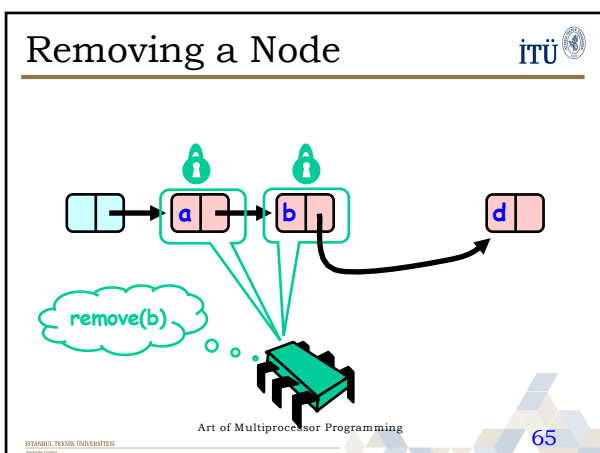 Removing a Node
İTÜ
a
b
d
remove(b)
Art of Multiprocessor Programming
İSTANBUL TEKNİK ÜNİVERSİTESİ
65